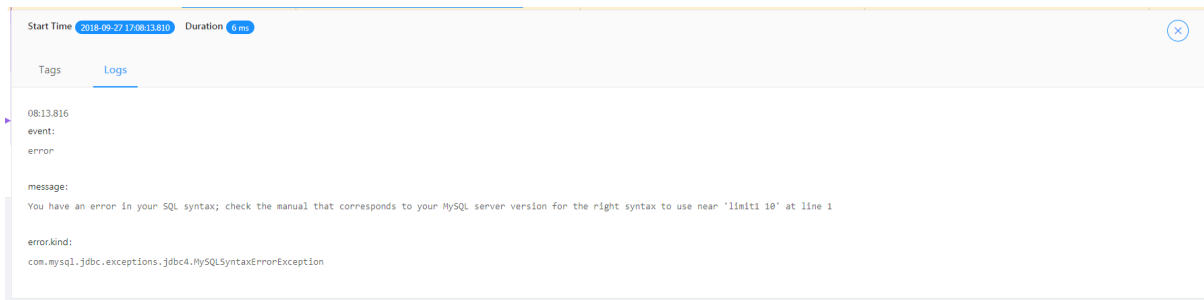 Start Time 2018-09-27 17:08:13.810 Duration 6 ms
Tags Logs
08:13.816
event:
error
message:
You have an error in your SQL syntax; check the manual that corresponds to your MySQL server version for the right syntax to use near 'limit1 10' at line 1
error.kind:
com.mysql.jdbc.exceptions.jdbc4.MySQLSyntaxErrorException